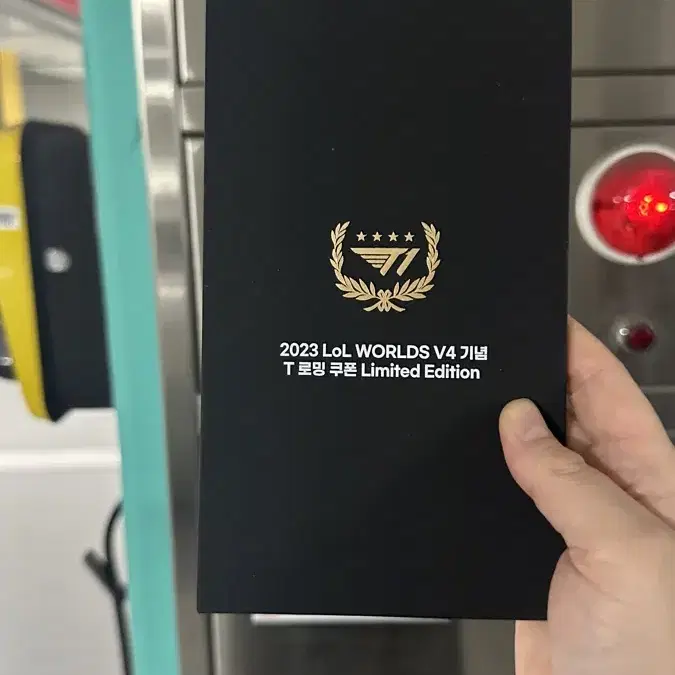 T1
2023 LoL WORLDS V4 기념
T 로밍 쿠폰 Limited Edition